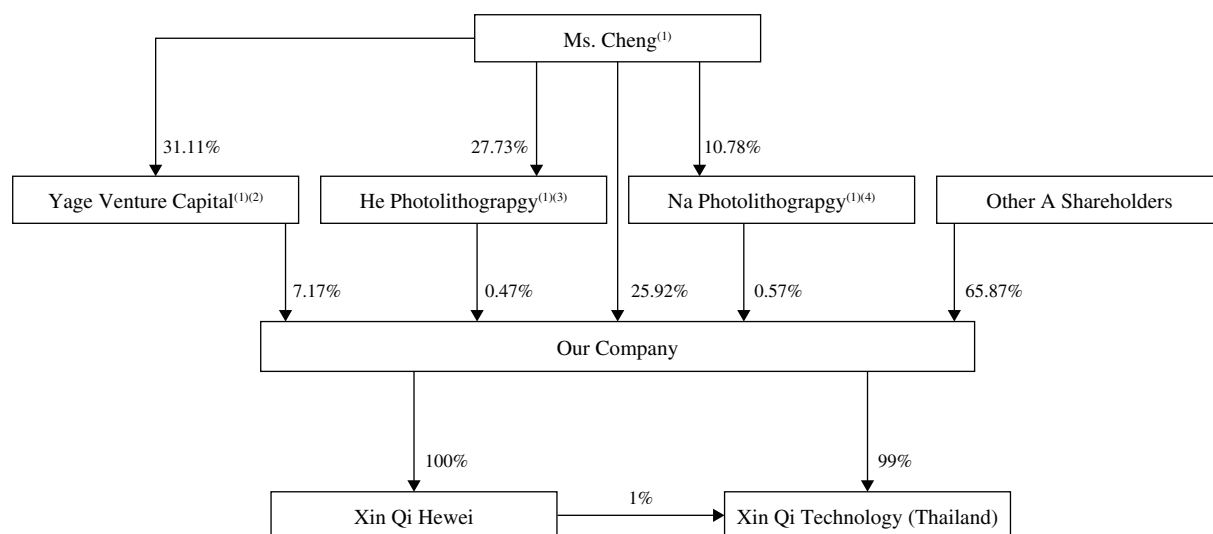 Ms. Cheng(1)
31.11%
27.73%
10.78%
Yage Venture Capital(1)(2)
He Photolithograpgy(1)(3)
Na Photolithograpgy(1)(4)
Other A Shareholders
7.17%
0.47%
25.92%
0.57%
65.87%
Our Company
100%
99%
1%
Xin Qi Hewei
Xin Qi Technology (Thailand)